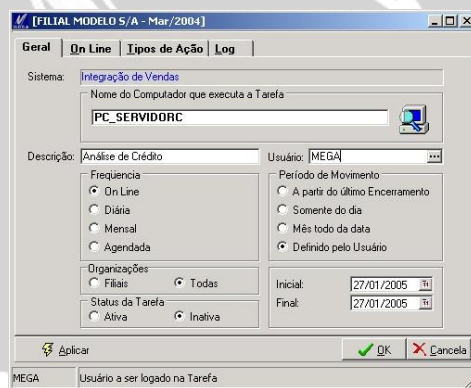 [FILIAL MODELO S/A - Mar/2004]
Geral On Line Tipos de Ação Log
Sistema: Integração de Vendas
Nome do Computador que executa a Tarefa
PC_SERVIDORC
Descrição: Análise de Crédito Usuário: MEGA ...
Freqüencia
On Line
Diária
Mensal
Agendada
Período de Movimento
A partir do último Encerramento
Somente do dia
Mês todo da data
Definido pelo Usuário
Organizações
Filiais Todas
Status da Tarefa
Ativa Inativa
Inicial: 27/01/2005
Final: 27/01/2005
Aplicar OK Cancela
MEGA Usuário a ser logado na Tarefa